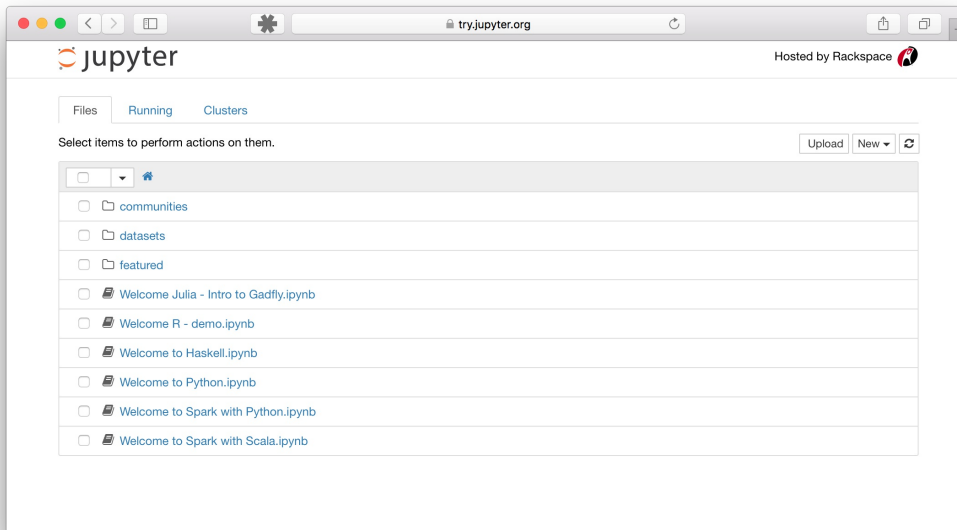 try.jupyter.org
jupyter
Hosted by Rackspace
Files Running Clusters
Select items to perform actions on them.
Upload New
communities
datasets
featured
Welcome Julia - Intro to Gadfly.ipynb
Welcome R - demo.ipynb
Welcome to Haskell.ipynb
Welcome to Python.ipynb
Welcome to Spark with Python.ipynb
Welcome to Spark with Scala.ipynb